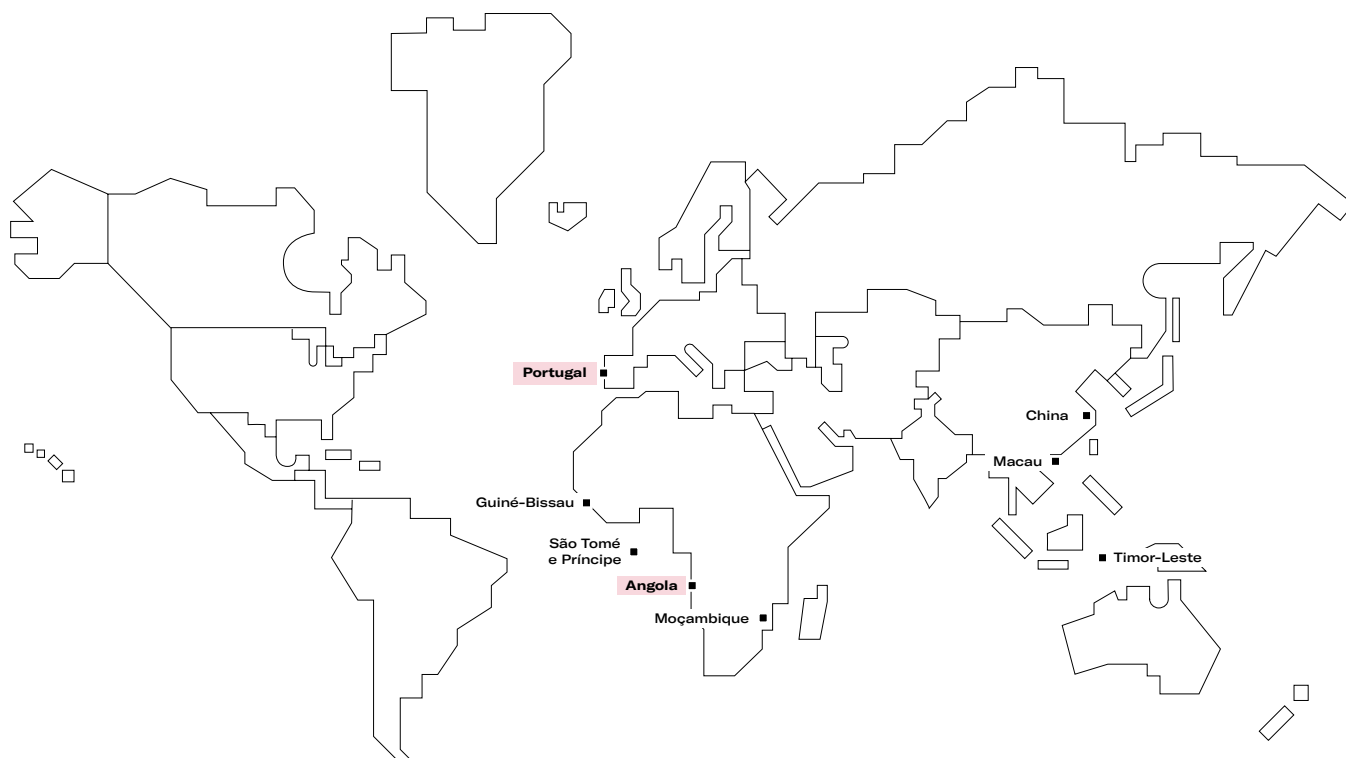 Portugal
China
Macau
Guiné-Bissau
São Tomé
e Príncipe
Timor-Leste
Angola
Moçambique